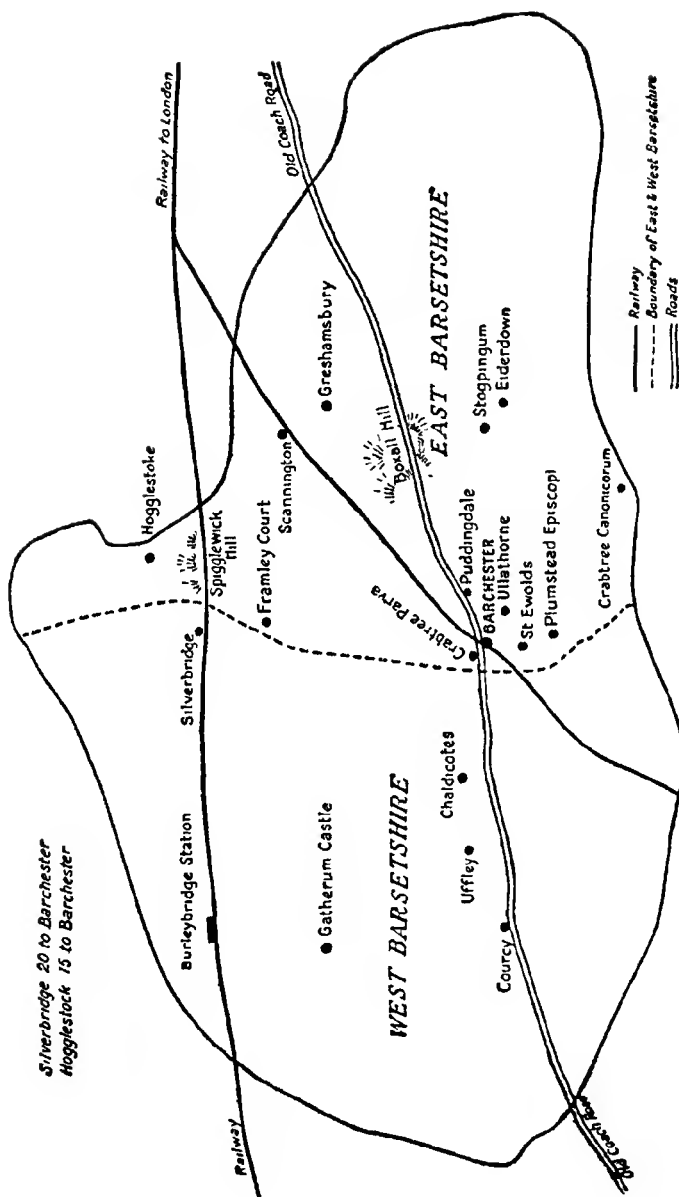 Silverbridge 20 to Barchester
Hogglestock 15 to Barchester
Railway
Burleybridge Station
Silverbridge
Spigglewick
Hill
Hogglestoke
Railway to London
Framley Court
Scannington
Gatherum Castle
Greshamsbury
Old Coach Road
WEST BARSETSHIRE
EAST BARSETSHIRE
Boxall Hill
Crabtree Parva
Puddingdale
BARCHESTER
Ullathorne
St Ewolds
Plumstead Episcopi
Stogpingum
Eiderdown
Chaldicotes
Uffley
Courcy
Crabtree Canonicorum
Old Coach Road
Railway
Boundary of East & West Barsetshire
Roads